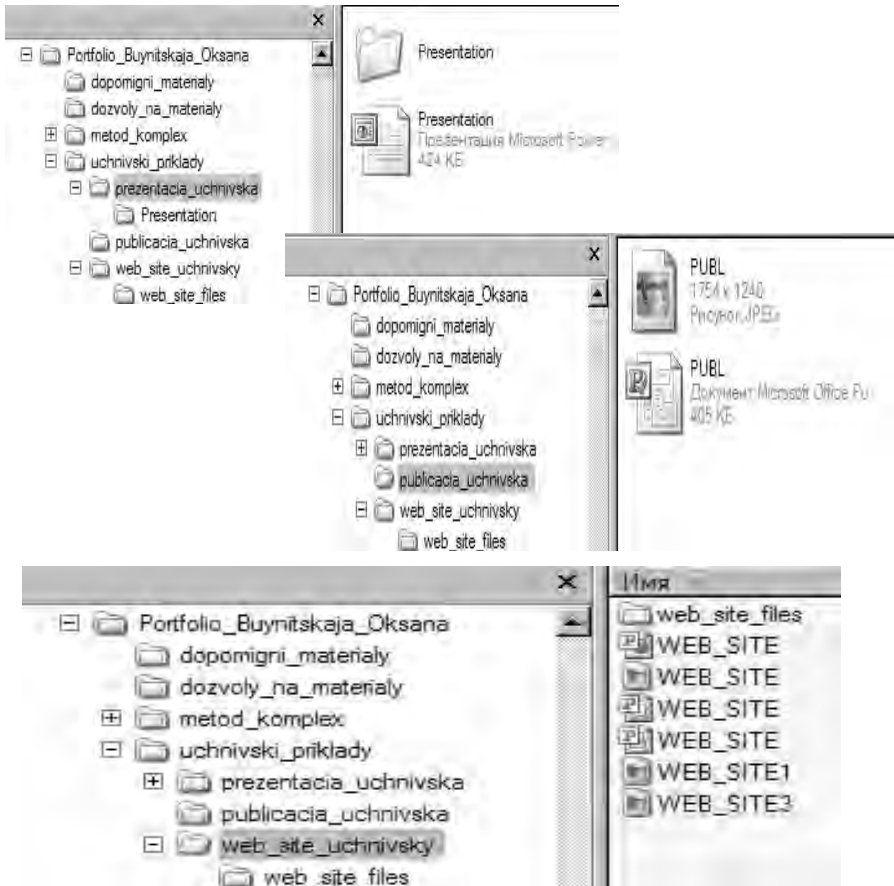 Portfolio_Buynitskaja_Oksana
dopomigni_materialy
dozvoly_na_materialy
metod_komplex
uchnivski_priklady
prezentacia_uchnivska
Presentation
publicacia_uchnivska
web_site_uchnivsky
web_site_files
Presentation
Presentation
Презентация Microsoft Power
424 КБ
Portfolio_Buynitskaja_Oksana
dopomigni_materialy
dozvoly_na_materialy
metod_komplex
uchnivski_priklady
prezentacia_uchnivska
publicacia_uchnivska
web_site_uchnivsky
web_site_files
PUBL
1754 x 1240
Рисунок JPEG
PUBL
Документ Microsoft Office Pu
405 КБ
Portfolio_Buynitskaja_Oksana
dopomigni_materialy
dozvoly_na_materialy
metod_komplex
uchnivski_priklady
prezentacia_uchnivska
publicacia_uchnivska
web_site_uchnivsky
web_site_files
Имя
web_site_files
WEB_SITE
WEB_SITE
WEB_SITE
WEB_SITE
WEB_SITE1
WEB_SITE3